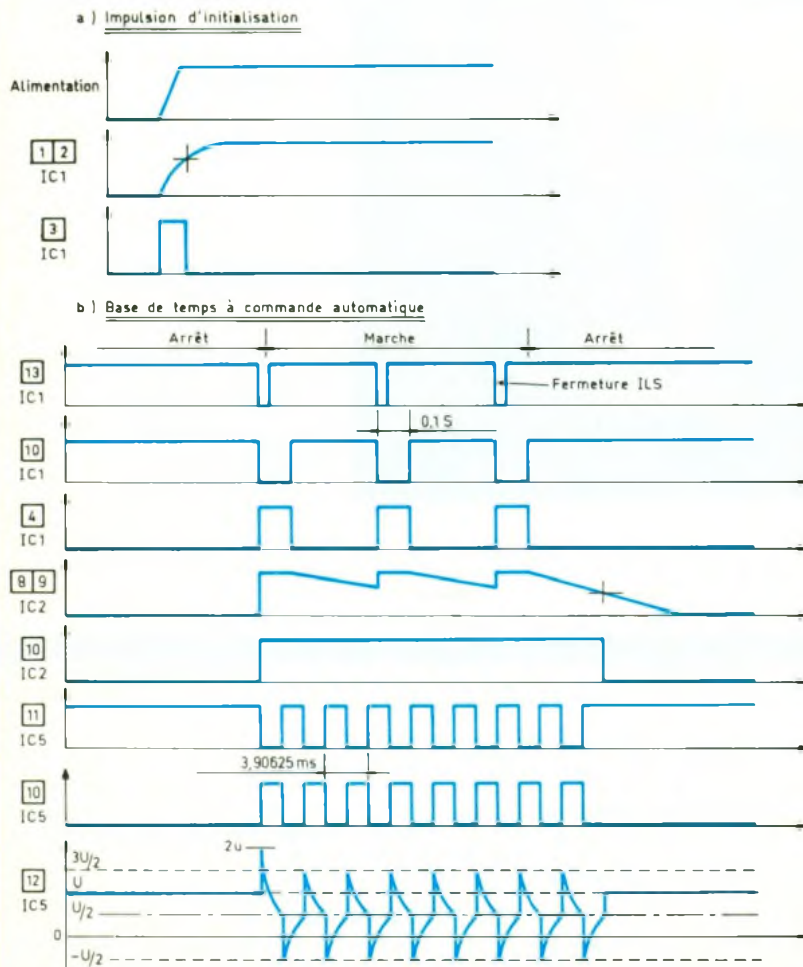 a ) Impulsion d'initialisation
Alimentation
1 2
IC1
3
IC1
b ) Base de temps à commande automatique
Arrêt Marche Arrêt
13
IC1
Fermeture ILS
0,1 S
10
IC1
4
IC1
8 9
IC2
10
IC2
11
IC5
3,90625 ms
10
IC5
2u
3U/2
12
IC5
U
U/2
0
-U/2